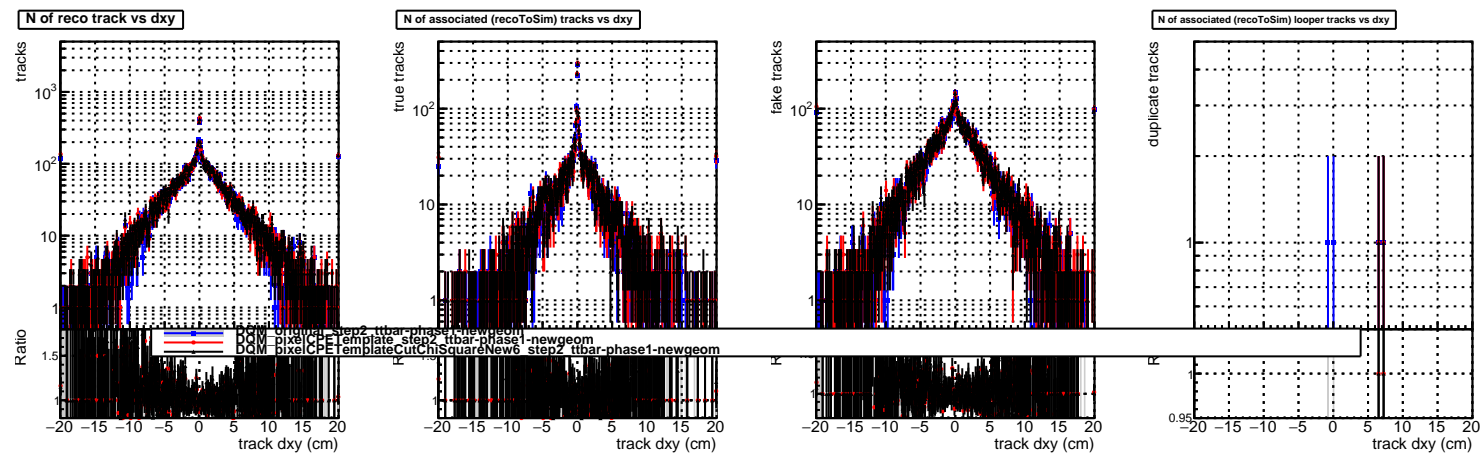 N of reco track vs dxy
tracks
10³
10²
10
1
Ratio
1.5
1
−20 −15 −10 −5 0 5 10 15 20
track dxy (cm)
N of associated (recoToSim) tracks vs dxy
true tracks
10²
10
1
−20 −15 −10 −5 0 5 10 15 20
track dxy (cm)
fake tracks
10²
10
1
−20 −15 −10 −5 0 5 10 15 20
track dxy (cm)
N of associated (recoToSim) looper tracks vs dxy
duplicate tracks
1
1
0.95
−20 −15 −10 −5 0 5 10 15 20
track dxy (cm)
DQM_original_step2_ttbar-phase1-newgeom
DQM_pixelCPETemplate_step2_ttbar-phase1-newgeom
DQM_pixelCPETemplateCutChiSquareNew6_step2_ttbar-phase1-newgeom